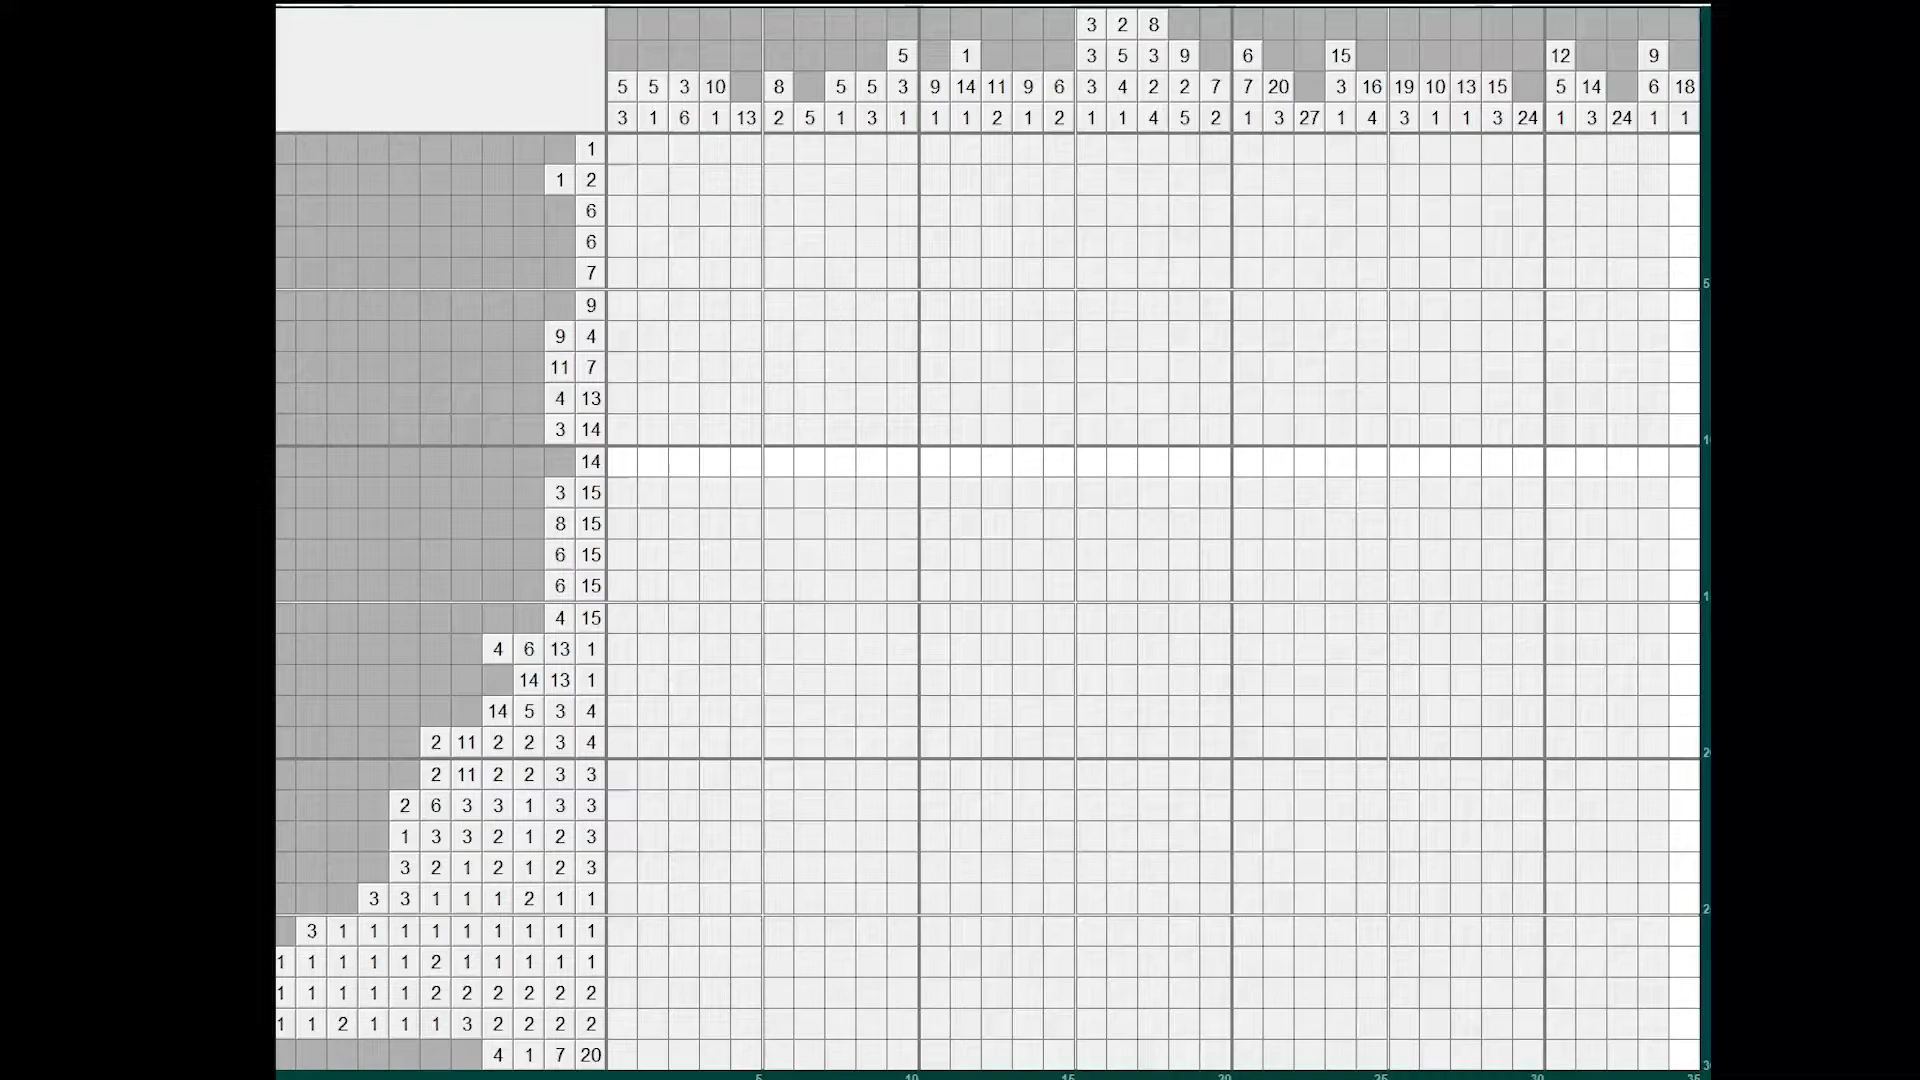 3 2 8
5 1 3 5 3 9 6 15 12 9
5 5 3 10 8 5 5 3 9 14 11 9 6 3 4 2 2 7 7 20 3 16 19 10 13 15 5 14 6 18
3 1 6 1 13 2 5 1 3 1 1 1 2 1 2 1 1 4 5 2 1 3 27 1 4 3 1 1 3 24 1 3 24 1 1
1
1 2
6
6
7
5
9
9 4
11 7
4 13
3 14
14
3 15
8 15
6 15
6 15
4 15
4 6 13 1
14 13 1
14 5 3 4
2 11 2 2 3 4
2 11 2 2 3 3
2 6 3 3 1 3 3
1 3 3 2 1 2 3
3 2 1 2 1 2 3
3 3 1 1 1 2 1 1
3 1 1 1 1 1 1 1 1 1
1 1 1 1 1 2 1 1 1 1 1
1 1 1 1 1 2 2 2 2 2 2
1 1 2 1 1 1 3 2 2 2 2
4 1 7 20
5 10 15 20 25 30 35